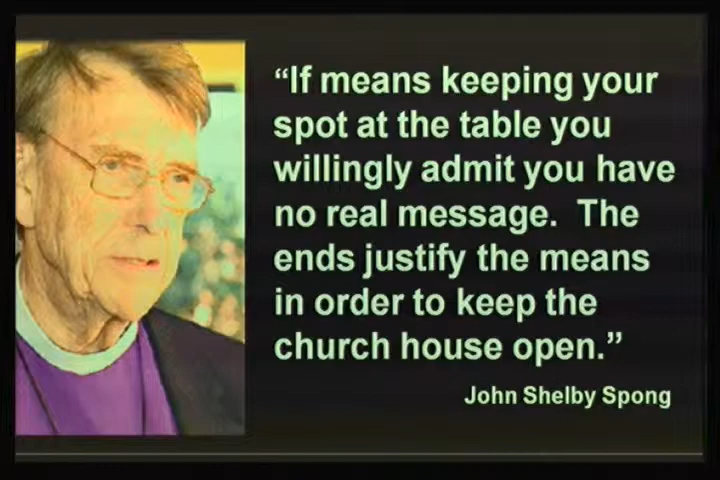 “If means keeping your
spot at the table you
willingly admit you have
no real message.  The
ends justify the means
in order to keep the
church house open.”
John Shelby Spong